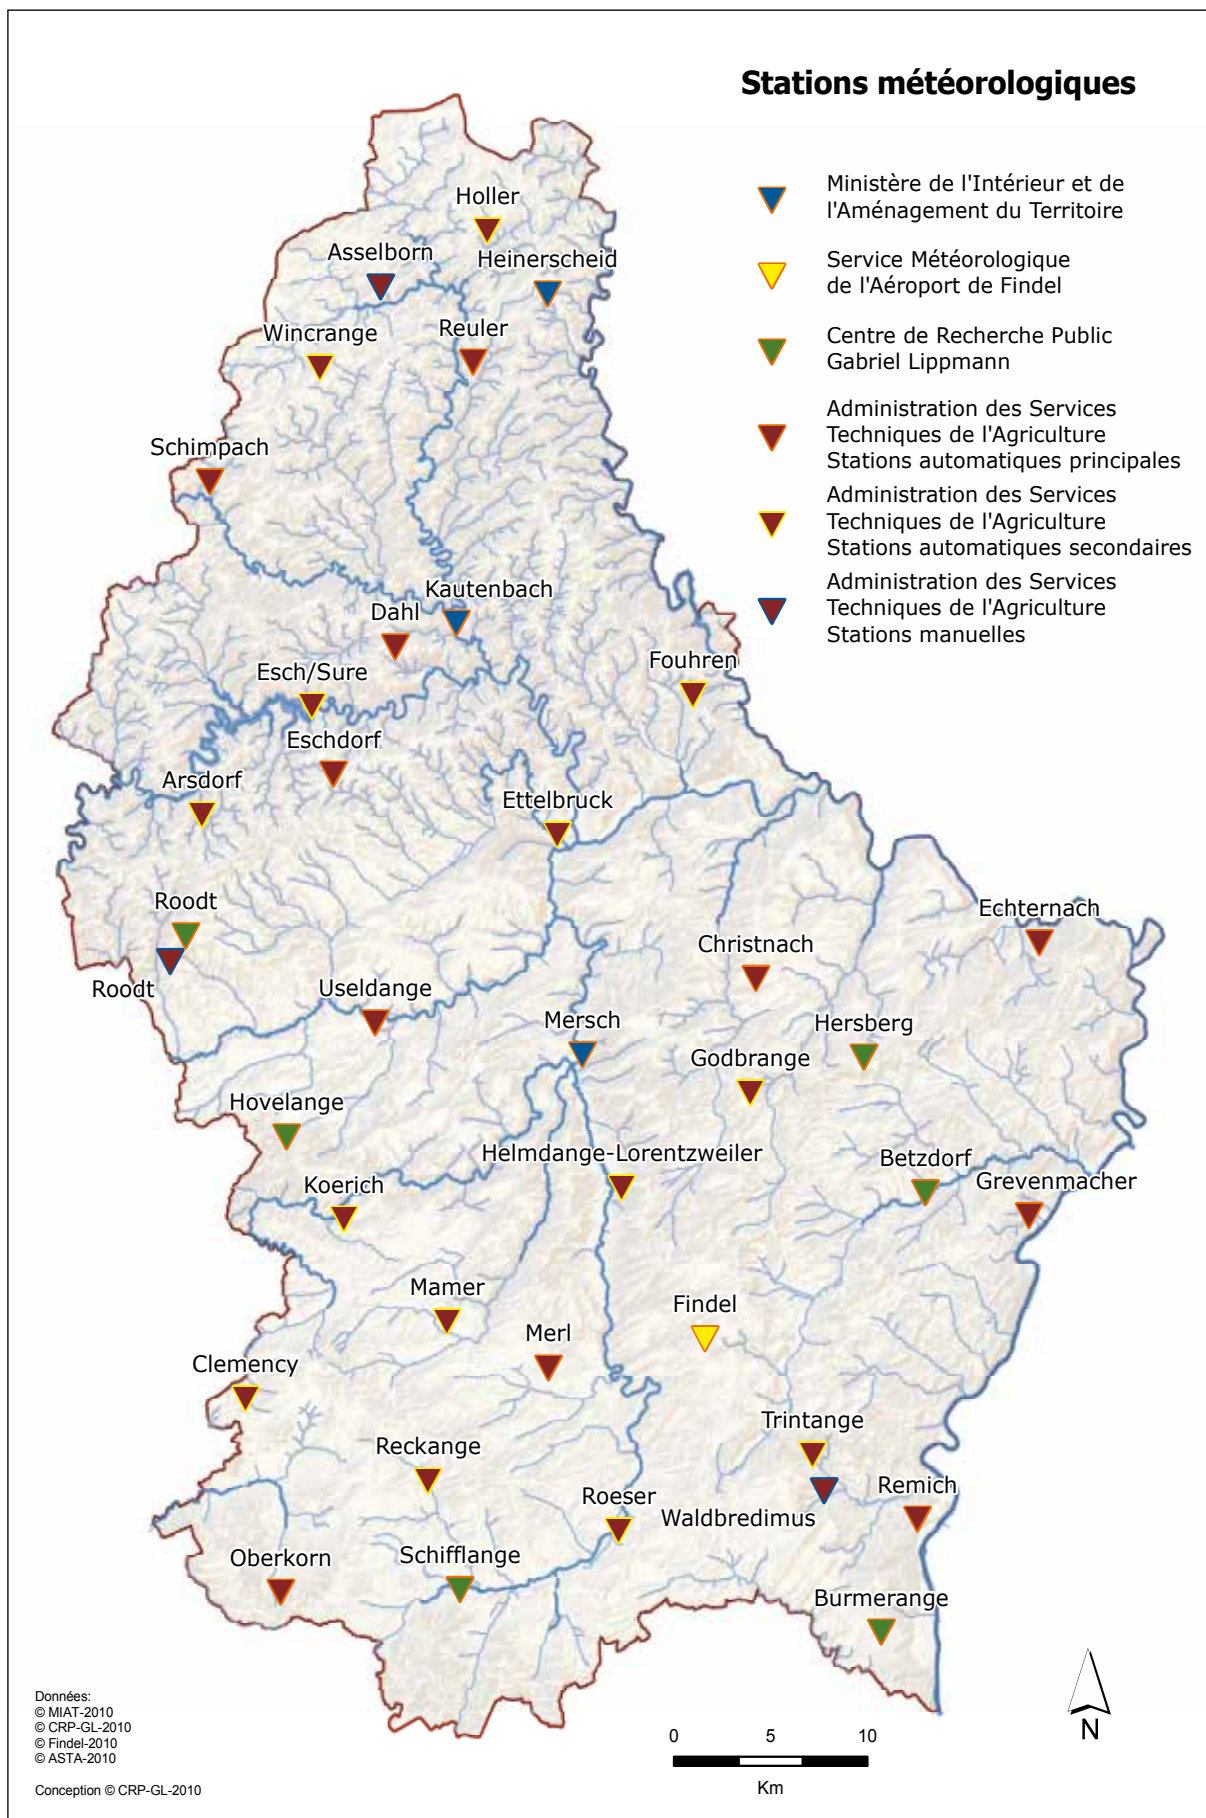 Stations météorologiques
Ministère de l'Intérieur et de
l'Aménagement du Territoire
Service Météorologique
de l'Aéroport de Findel
Centre de Recherche Public
Gabriel Lippmann
Administration des Services
Techniques de l'Agriculture
Stations automatiques principales
Administration des Services
Techniques de l'Agriculture
Stations automatiques secondaires
Administration des Services
Techniques de l'Agriculture
Stations manuelles
Holler
Asselborn
Heinerscheid
Wincrange
Reuler
Schimpach
Kautenbach
Dahl
Fouhren
Esch/Sure
Eschdorf
Arsdorf
Ettelbruck
Roodt
Echternach
Christnach
Roodt
Useldange
Mersch
Hersberg
Godbrange
Hovelange
Helmdange-Lorentzweiler
Betzdorf
Koerich
Grevenmacher
Mamer
Findel
Merl
Clemency
Trintange
Reckange
Remich
Roeser
Waldbredimus
Oberkorn
Schifflange
Burmerange
Données:
© MIAT-2010
© CRP-GL-2010
© Findel-2010
© ASTA-2010
Conception © CRP-GL-2010
0 5 10
Km
N